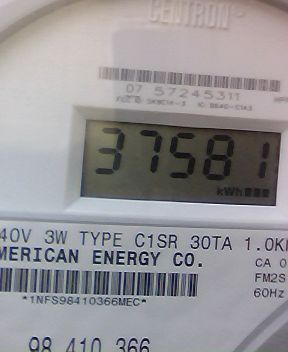 CENTRON
07 57245311
37581
kWh
40V 3W TYPE C1SR 30TA 1.0K
MERICAN ENERGY CO.
CA 0
FM2S
60Hz
*1NFS98410366MEC*
98 410 366